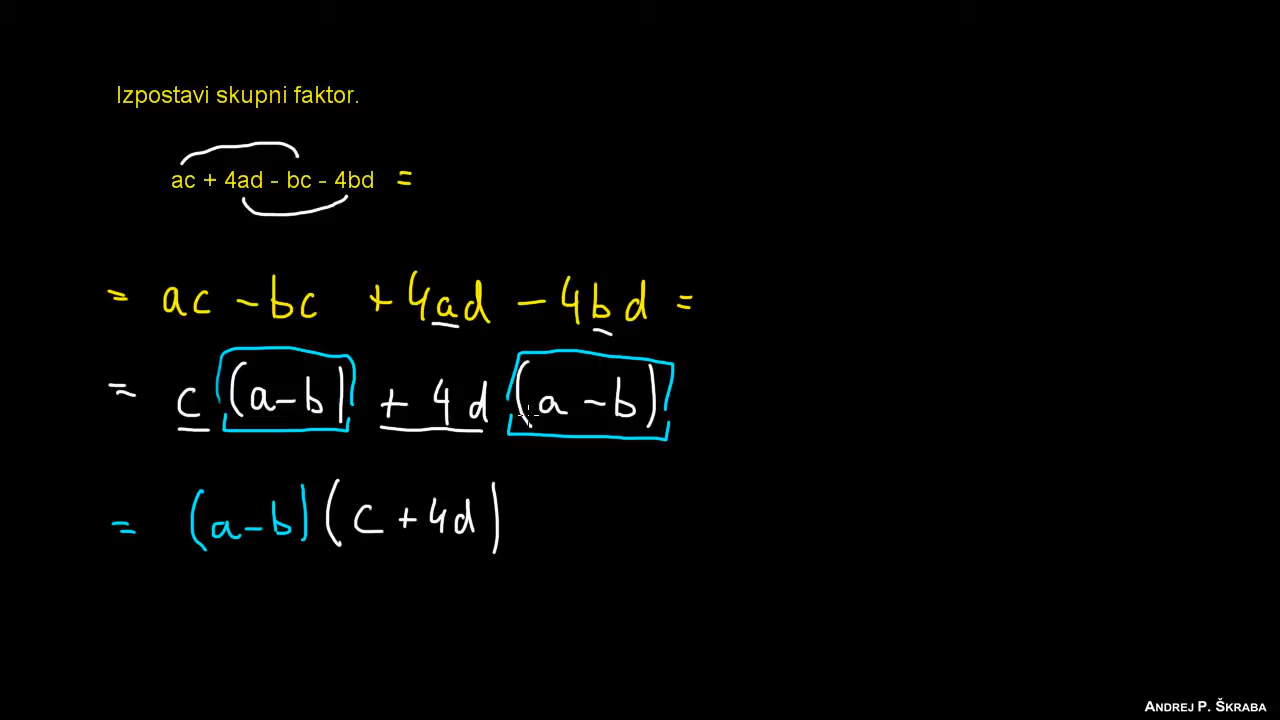 Izpostavi skupni faktor.
ac + 4ad - bc - 4bd =
= ac - bc + 4ad - 4bd =
= c (a-b) + 4d (a-b)
= (a-b) (c + 4d)
ANDREJ P. ŠKRABA